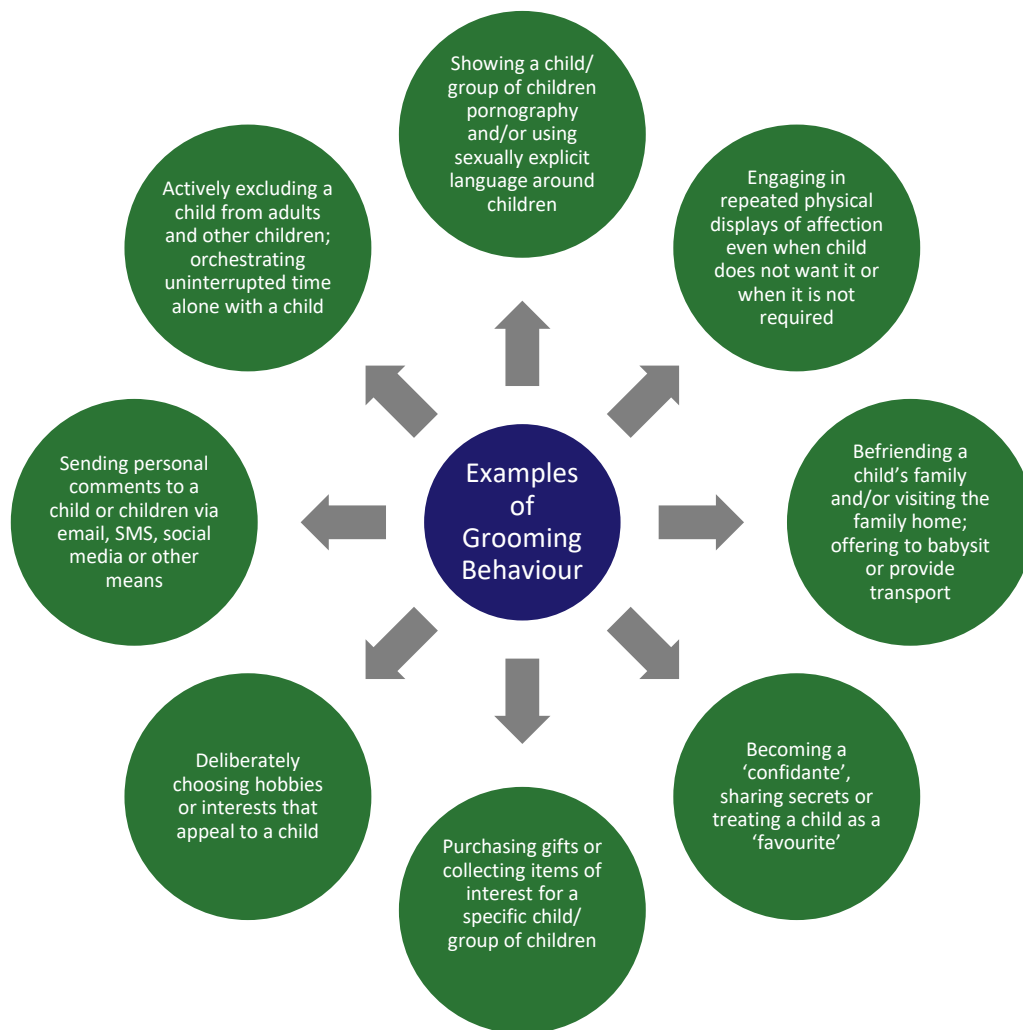 Showing a child/
group of children
pornography
and/or using
sexually explicit
language around
children
Engaging in
repeated physical
displays of affection
even when child
does not want it or
when it is not
required
Befriending a
child’s family
and/or visiting the
family home;
offering to babysit
or provide
transport
Becoming a
‘confidante’,
sharing secrets or
treating a child as a
‘favourite’
Purchasing gifts or
collecting items of
interest for a
specific child/
group of children
Deliberately
choosing hobbies
or interests that
appeal to a child
Sending personal
comments to a
child or children via
email, SMS, social
media or other
means
Actively excluding a
child from adults
and other children;
orchestrating
uninterrupted time
alone with a child
Examples
of
Grooming
Behaviour